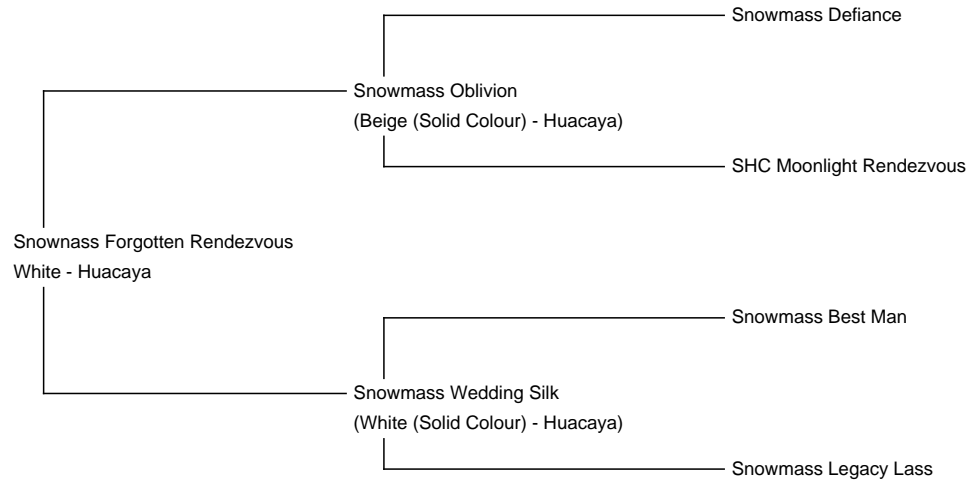 Snowmass Defiance
Snowmass Oblivion
(Beige (Solid Colour) - Huacaya)
SHC Moonlight Rendezvous
Snownass Forgotten Rendezvous
White - Huacaya
Snowmass Best Man
Snowmass Wedding Silk
(White (Solid Colour) - Huacaya)
Snowmass Legacy Lass